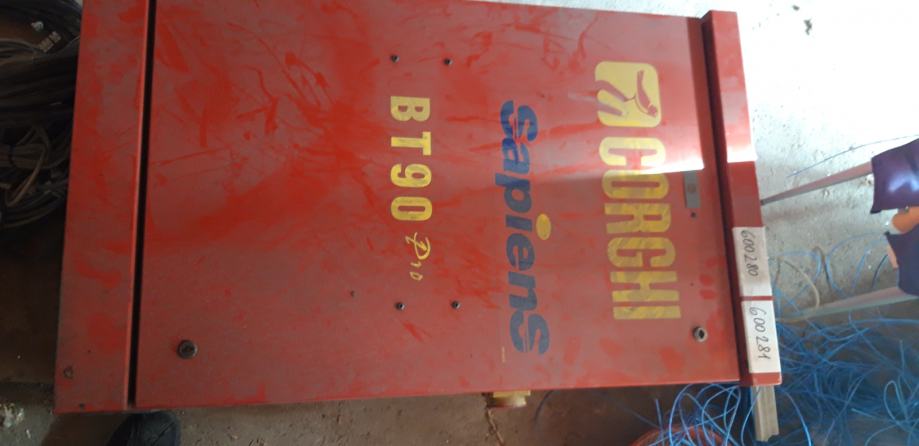 600280 600281
CORGHI
Sapiens
BT90 Pro